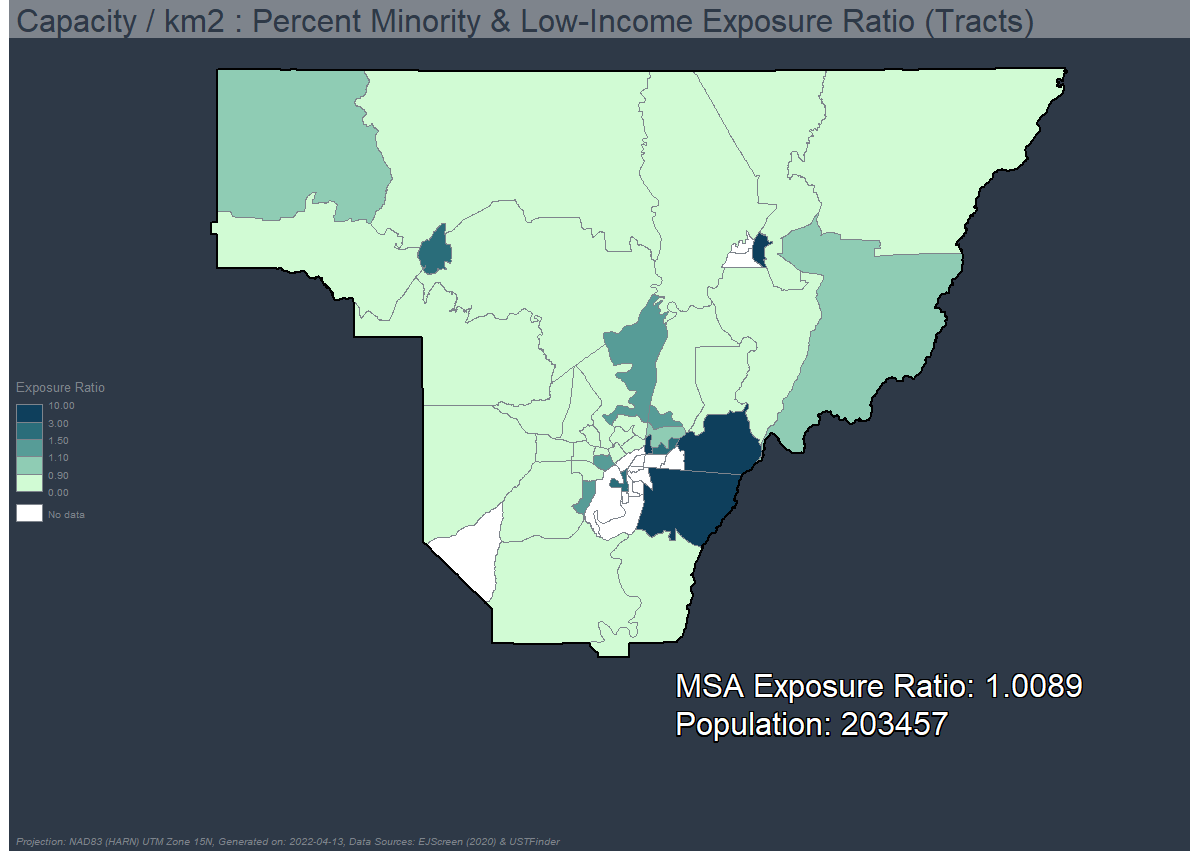 Capacity / km2 : Percent Minority & Low-Income Exposure Ratio (Tracts)
Exposure Ratio
10.00
3.00
1.50
1.10
0.90
0.00
No data
MSA Exposure Ratio: 1.0089
Population: 203457
Projection: NAD83 (HARN) UTM Zone 15N, Generated on: 2022-04-13, Data Sources: EJScreen (2020) & USTFinder